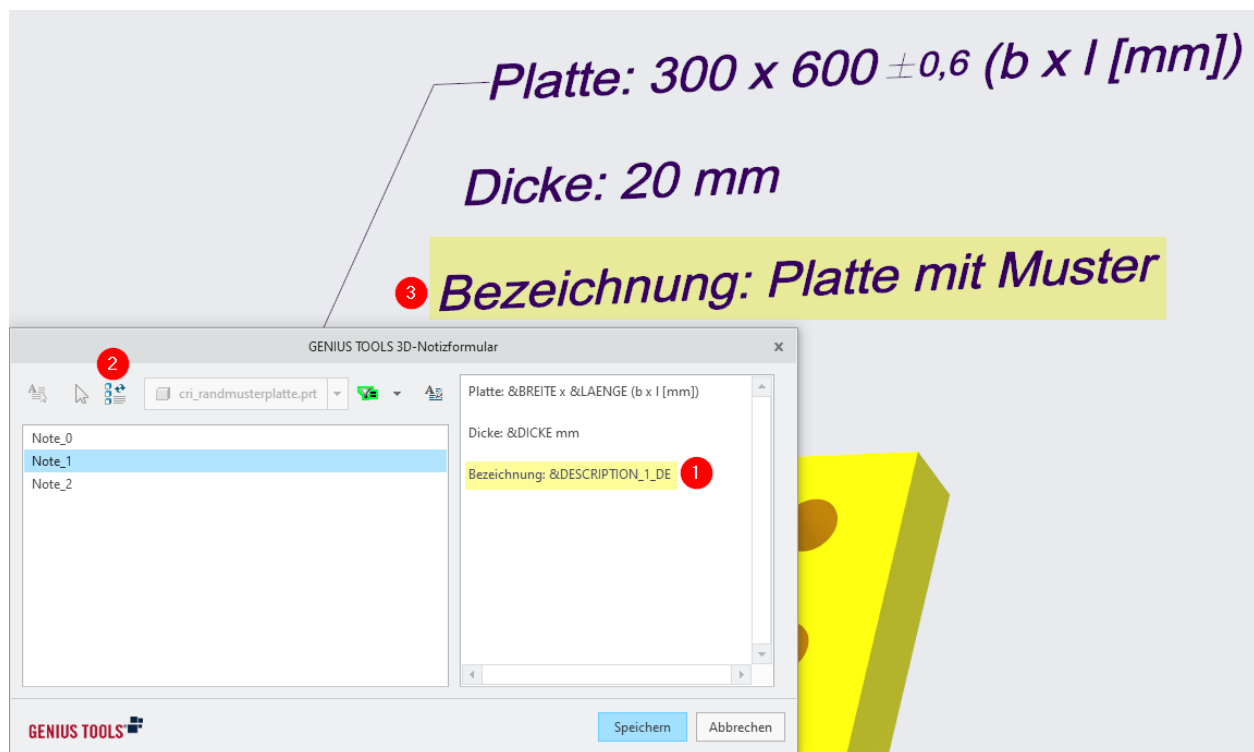 Platte: 300 x 600 ±0,6 (b x l [mm])
Dicke: 20 mm
3
Bezeichnung: Platte mit Muster
GENIUS TOOLS 3D-Notizformular
x
2
cri_randmusterplatte.prt
Note_0
Note_1
Note_2
Platte: &BREITE x &LAENGE (b x l [mm])
Dicke: &DICKE mm
Bezeichnung: &DESCRIPTION_1_DE
1
GENIUS TOOLS
Speichern
Abbrechen